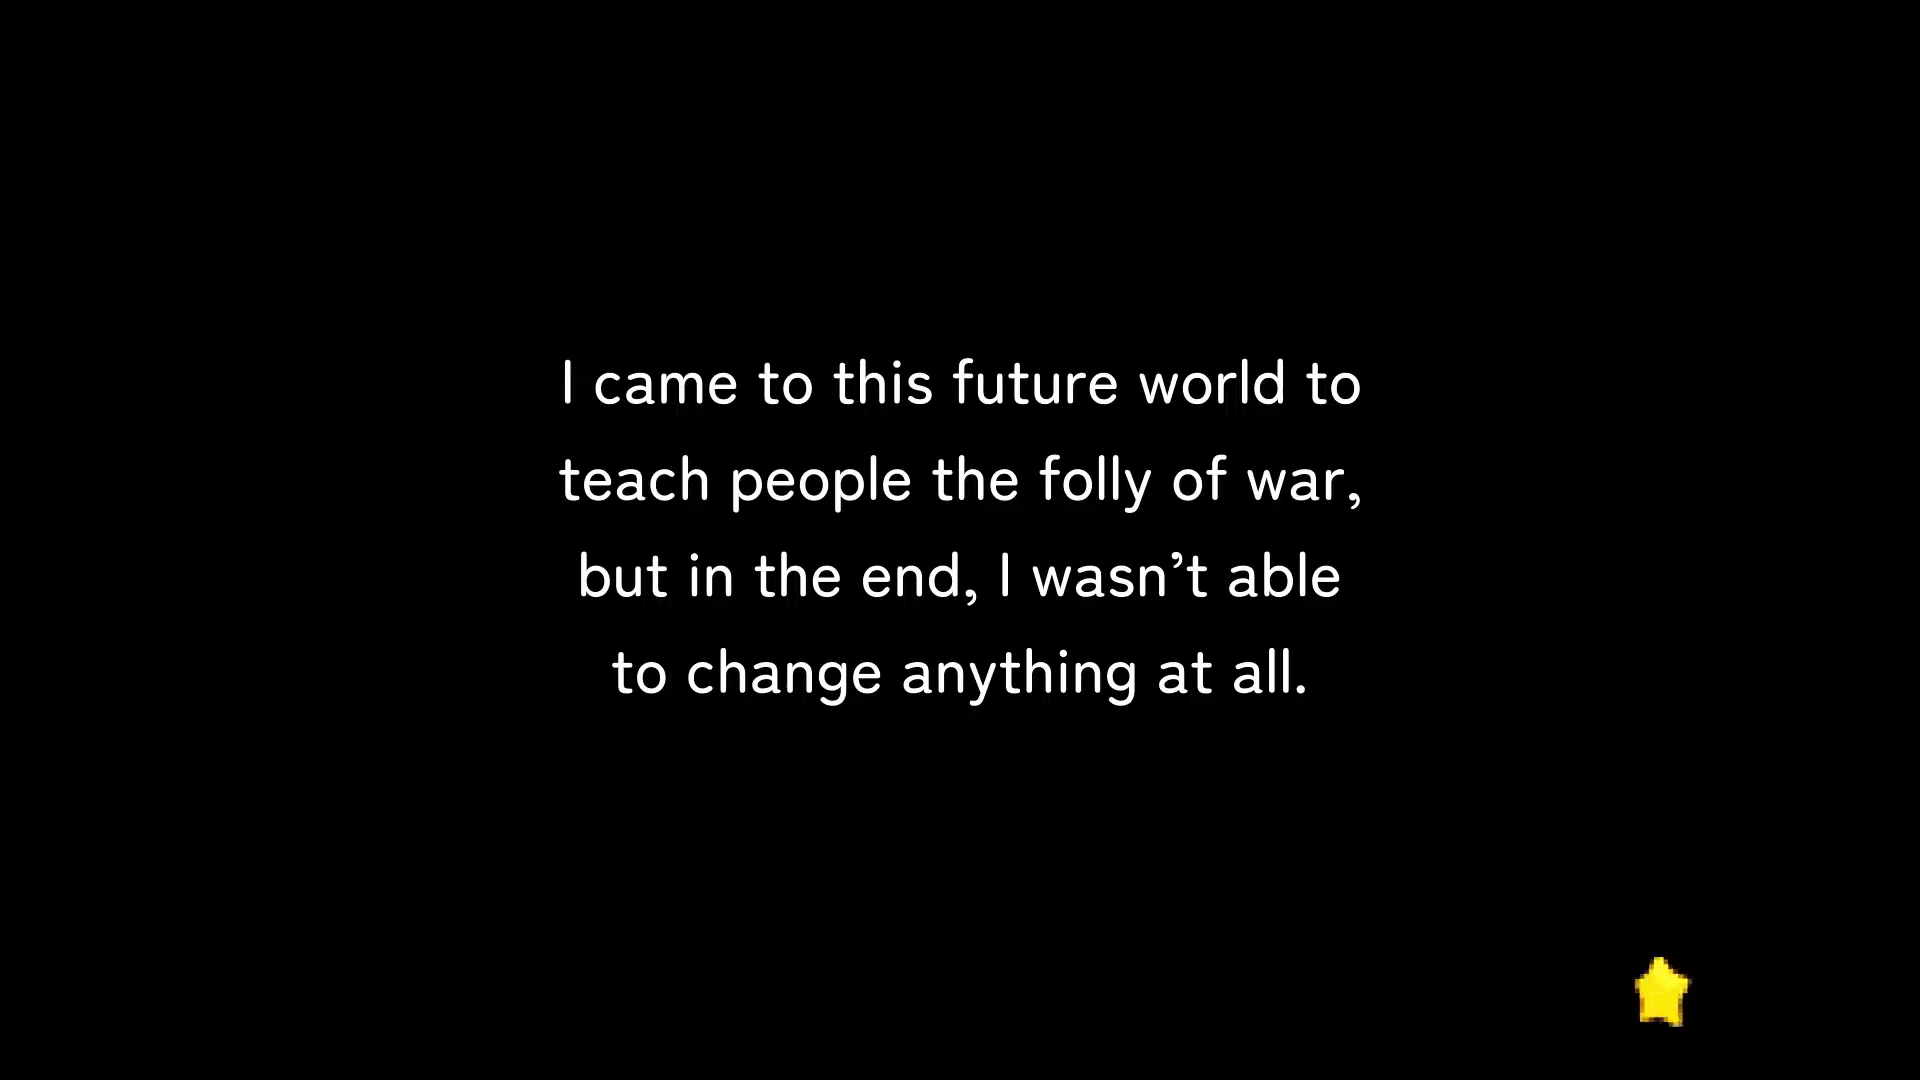 I came to this future world to
teach people the folly of war,
but in the end, I wasn’t able
to change anything at all.